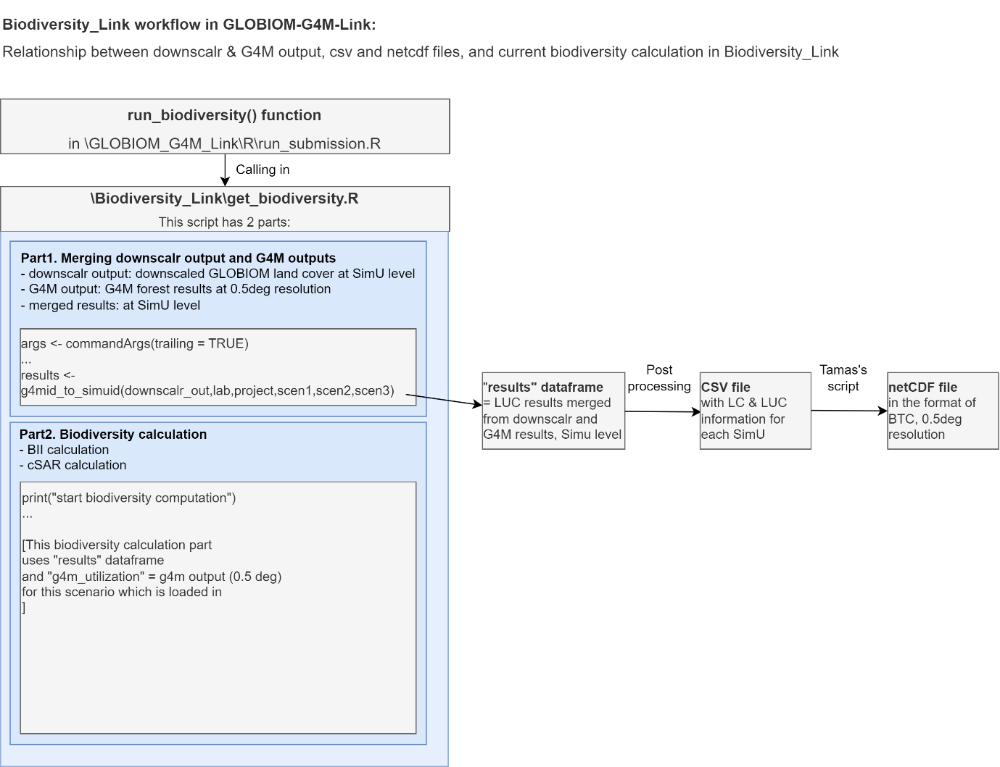 Biodiversity_Link workflow in GLOBIOM-G4M-Link:
Relationship between downscalr & G4M output, csv and netcdf files, and current biodiversity calculation in Biodiversity_Link
run_biodiversity() function
in \GLOBIOM_G4M_Link\R\run_submission.R
Calling in
\Biodiversity_Link\get_biodiversity.R
This script has 2 parts:
Part1. Merging downscalr output and G4M outputs
- downscalr output: downscaled GLOBIOM land cover at SimU level
- G4M output: G4M forest results at 0.5deg resolution
- merged results: at SimU level
args <- commandArgs(trailing = TRUE)
...
results <-
g4mid_to_simuid(downscalr_out,lab,project,scen1,scen2,scen3)
"results" dataframe
= LUC results merged
from downscalr and
G4M results, Simu level
Post
processing
CSV file
with LC & LUC
information for
each SimU
Tamas's
script
netCDF file
in the format of
BTC, 0.5deg
resolution
Part2. Biodiversity calculation
- BII calculation
- cSAR calculation
print("start biodiversity computation")
...
[This biodiversity calculation part
uses "results" dataframe
and "g4m_utilization" = g4m output (0.5 deg)
for this scenario which is loaded in
]